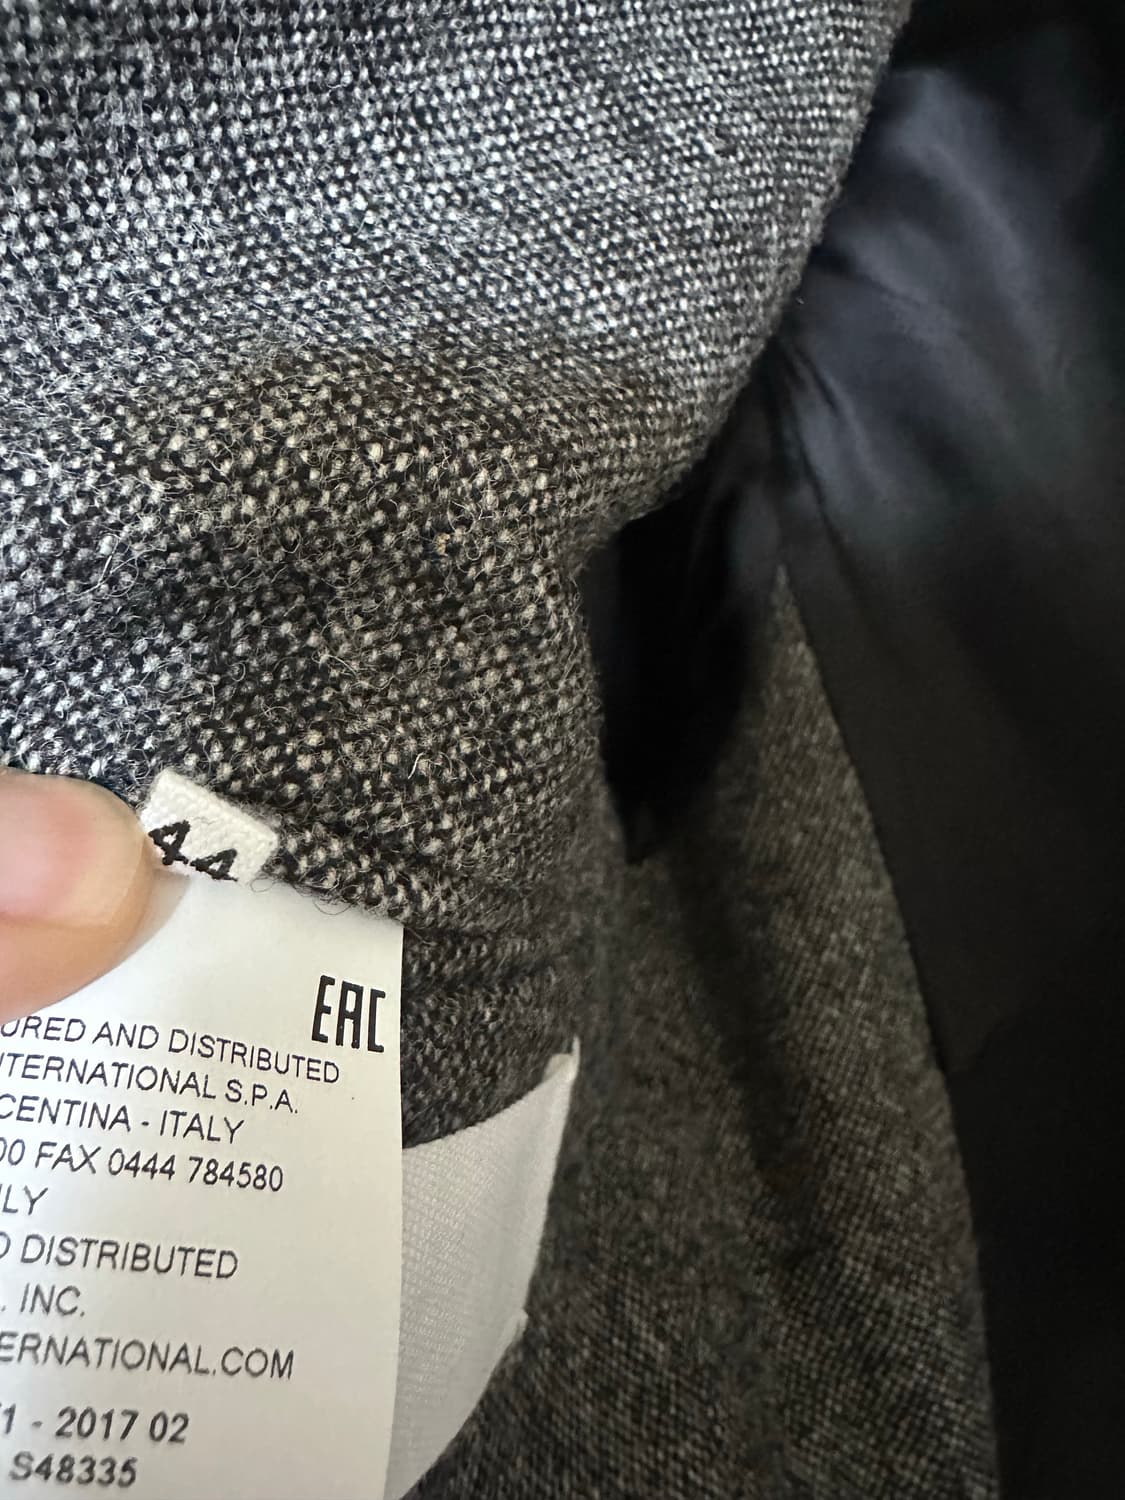 44
EAC
URED AND DISTRIBUTED
TERNATIONAL S.P.A.
CENTINA - ITALY
00 FAX 0444 784580
LY
D DISTRIBUTED
. INC.
ERNATIONAL.COM
1 - 2017 02
S48335